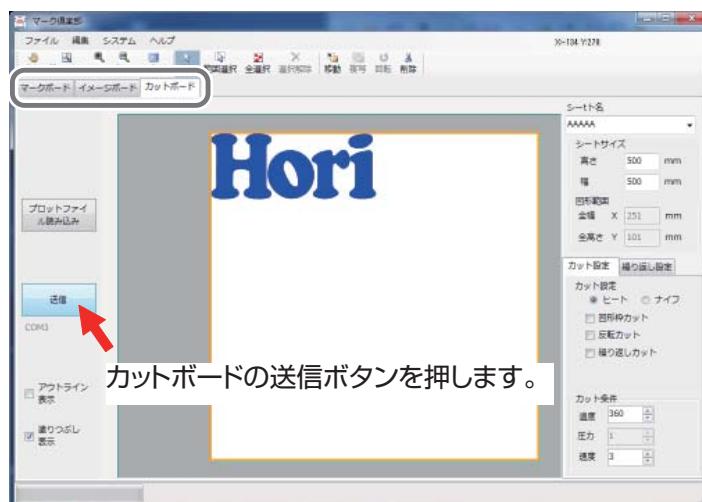 マーク倶楽部
ファイル 編集 システム ヘルプ
X:-184 Y:278
範囲選択 全選択 選択解除 移動 複写 回転 削除
マークボード イメージボード カットボード
シート名
AAAAA
シートサイズ
高さ 500 mm
幅 500 mm
図形範囲
全幅 X 251 mm
全高さ Y 101 mm
Hori
プロットファイ
ル読み込み
送信
COM3
カットボードの送信ボタンを押します。
アウトライン
表示
塗りつぶし
表示
カット設定 繰り返し設定
カット設定
ヒート ナイフ
図形枠カット
反転カット
繰り返しカット
カット条件
温度 360
圧力 1
速度 3